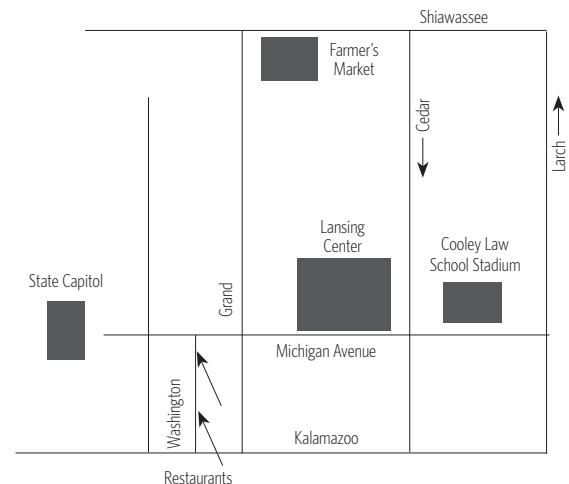 Shiawassee
Farmer's
Market
Cedar
Larch
Lansing
Center
Cooley Law
School Stadium
State Capitol
Grand
Michigan Avenue
Washington
Kalamazoo
Restaurants